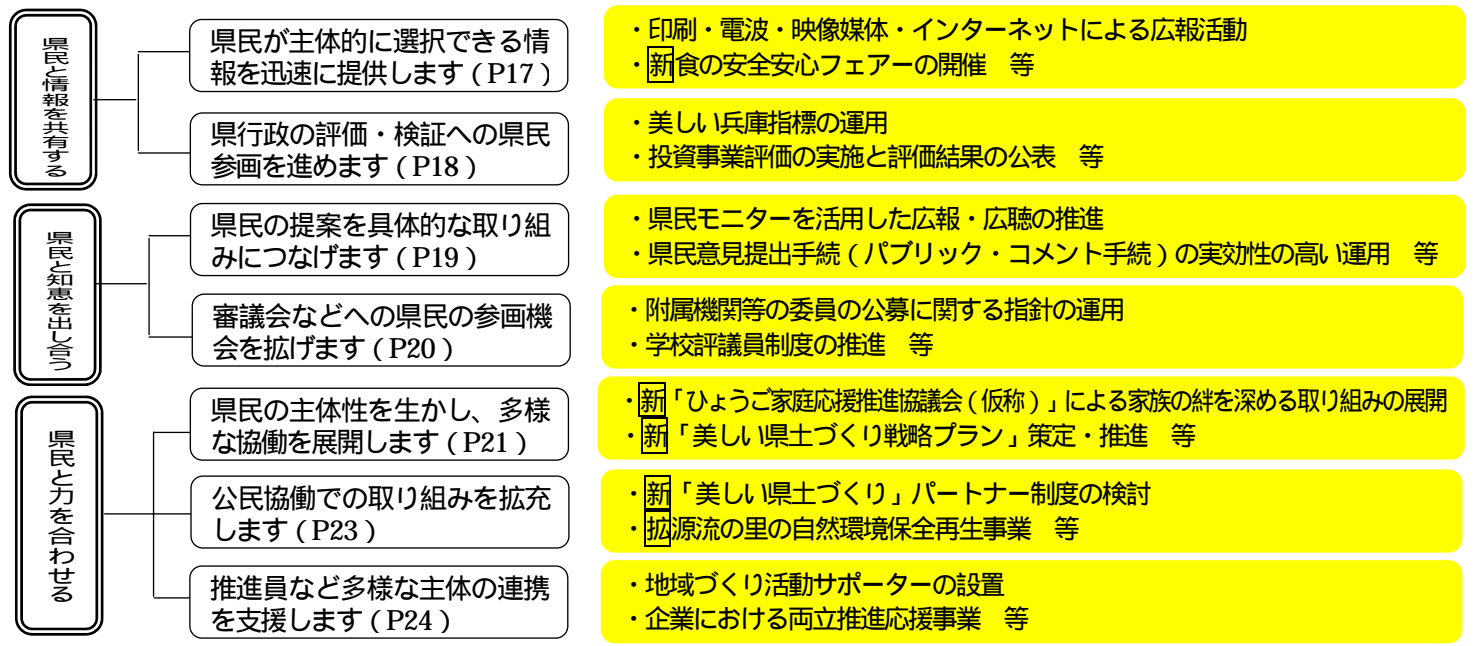 県民と情報を共有する
県民が主体的に選択できる情
報を迅速に提供します(P17)
・印刷・電波・映像媒体・インターネットによる広報活動
・新食の安全安心フェアーの開催　等
県行政の評価・検証への県民
参画を進めます(P18)
・美しい兵庫指標の運用
・投資事業評価の実施と評価結果の公表　等
県民と知恵を出し合う
県民の提案を具体的な取り組
みにつなげます(P19)
・県民モニターを活用した広報・広聴の推進
・県民意見提出手続(パブリック・コメント手続)の実効性の高い運用　等
審議会などへの県民の参画機
会を拡げます(P20)
・附属機関等の委員の公募に関する指針の運用
・学校評議員制度の推進　等
県民と力を合わせる
県民の主体性を生かし、多様
な協働を展開します(P21)
・新「ひょうご家庭応援推進協議会(仮称)」による家族の絆を深める取り組みの展開
・新「美しい県土づくり戦略プラン」策定・推進　等
公民協働での取り組みを拡充
します(P23)
・新「美しい県土づくり」パートナー制度の検討
・拡源流の里の自然環境保全再生事業　等
推進員など多様な主体の連携
を支援します(P24)
・地域づくり活動サポーターの設置
・企業における両立推進応援事業　等